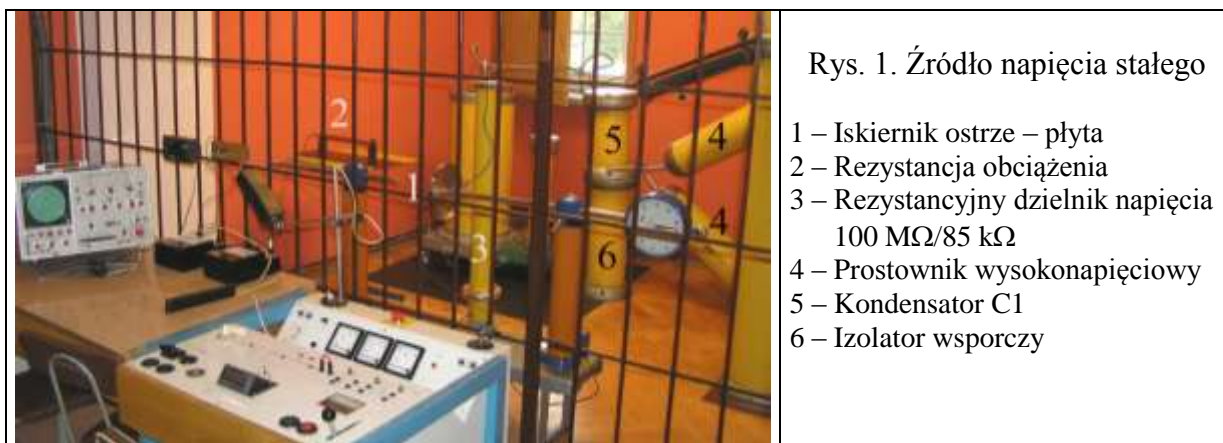 2
5
4
1
4
3
6
Rys. 1. Źródło napięcia stałego
1 – Iskiernik ostrze – płyta
2 – Rezystancja obciążenia
3 – Rezystancyjny dzielnik napięcia
100 MΩ/85 kΩ
4 – Prostownik wysokonapięciowy
5 – Kondensator C1
6 – Izolator wsporczy